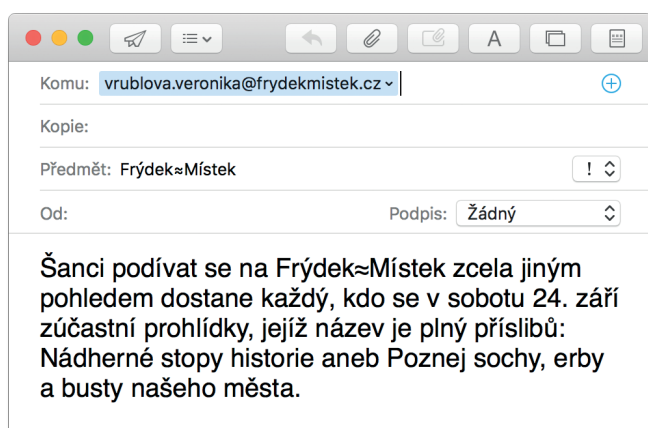 Komu: vrublova.veronika@frydekmistek.cz
Kopie:
Předmět: Frýdek≈Místek
!
Od:
Podpis: Žádný
Šanci podívat se na Frýdek≈Místek zcela jiným
pohledem dostane každý, kdo se v sobotu 24. září
zúčastní prohlídky, jejíž název je plný příslibů:
Nádherné stopy historie aneb Poznej sochy, erby
a busty našeho města.